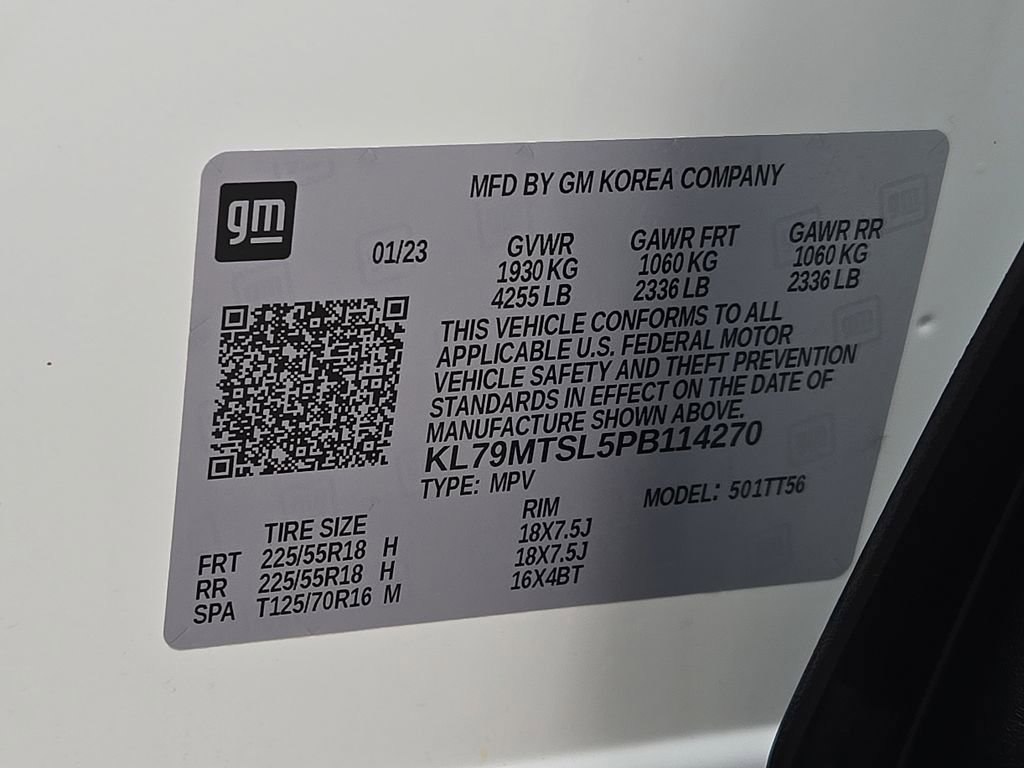 gm
MFD BY GM KOREA COMPANY
01/23 GVWR GAWR FRT GAWR RR
1930 KG 1060 KG 1060 KG
4255 LB 2336 LB 2336 LB
THIS VEHICLE CONFORMS TO ALL
APPLICABLE U.S. FEDERAL MOTOR
VEHICLE SAFETY AND THEFT PREVENTION
STANDARDS IN EFFECT ON THE DATE OF
MANUFACTURE SHOWN ABOVE.
KL79MTSL5PB114270
TYPE: MPV MODEL: 501TT56
TIRE SIZE RIM
FRT 225/55R18 H 18X7.5J
RR 225/55R18 H 18X7.5J
SPA T125/70R16 M 16X4BT